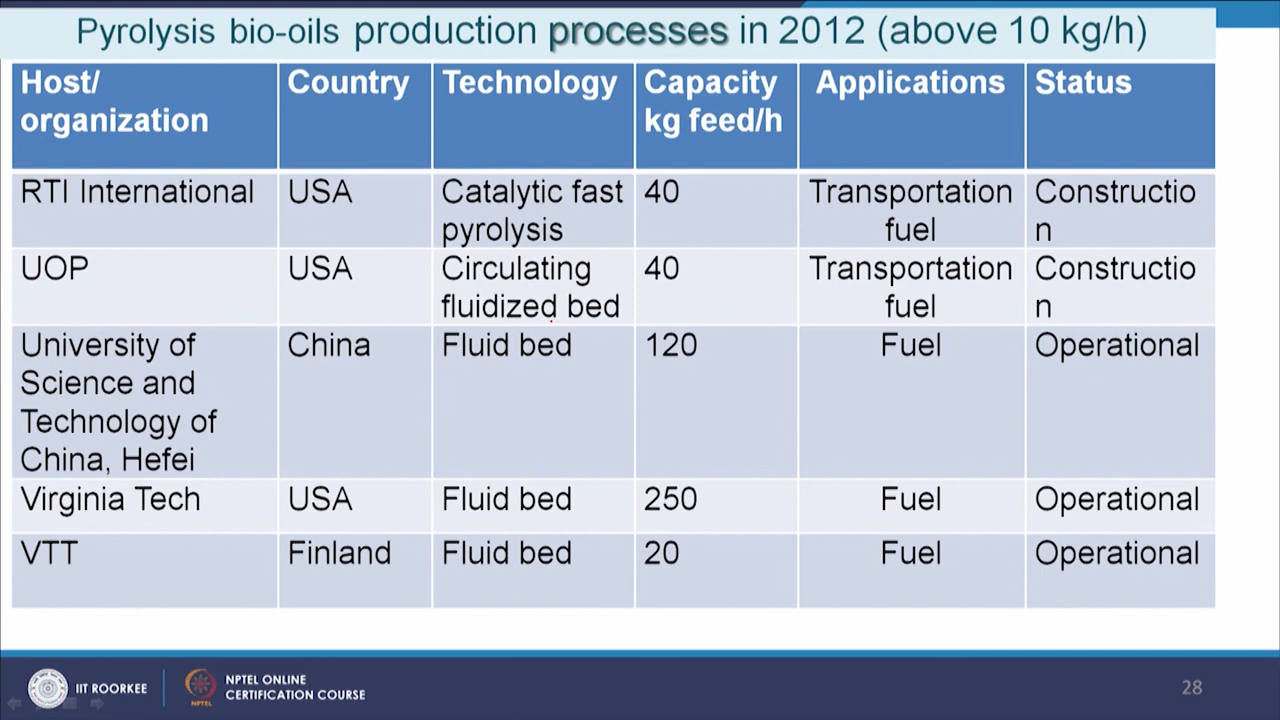 Pyrolysis bio-oils production processes in 2012 (above 10 kg/h)
Host/ organization Country Technology Capacity kg feed/h Applications Status
RTI International USA Catalytic fast pyrolysis 40 Transportation fuel Constructio n
UOP USA Circulating fluidized bed 40 Transportation fuel Constructio n
University of Science and Technology of China, Hefei China Fluid bed 120 Fuel Operational
Virginia Tech USA Fluid bed 250 Fuel Operational
VTT Finland Fluid bed 20 Fuel Operational
IIT ROORKEE
NPTEL
NPTEL ONLINE
CERTIFICATION COURSE
28